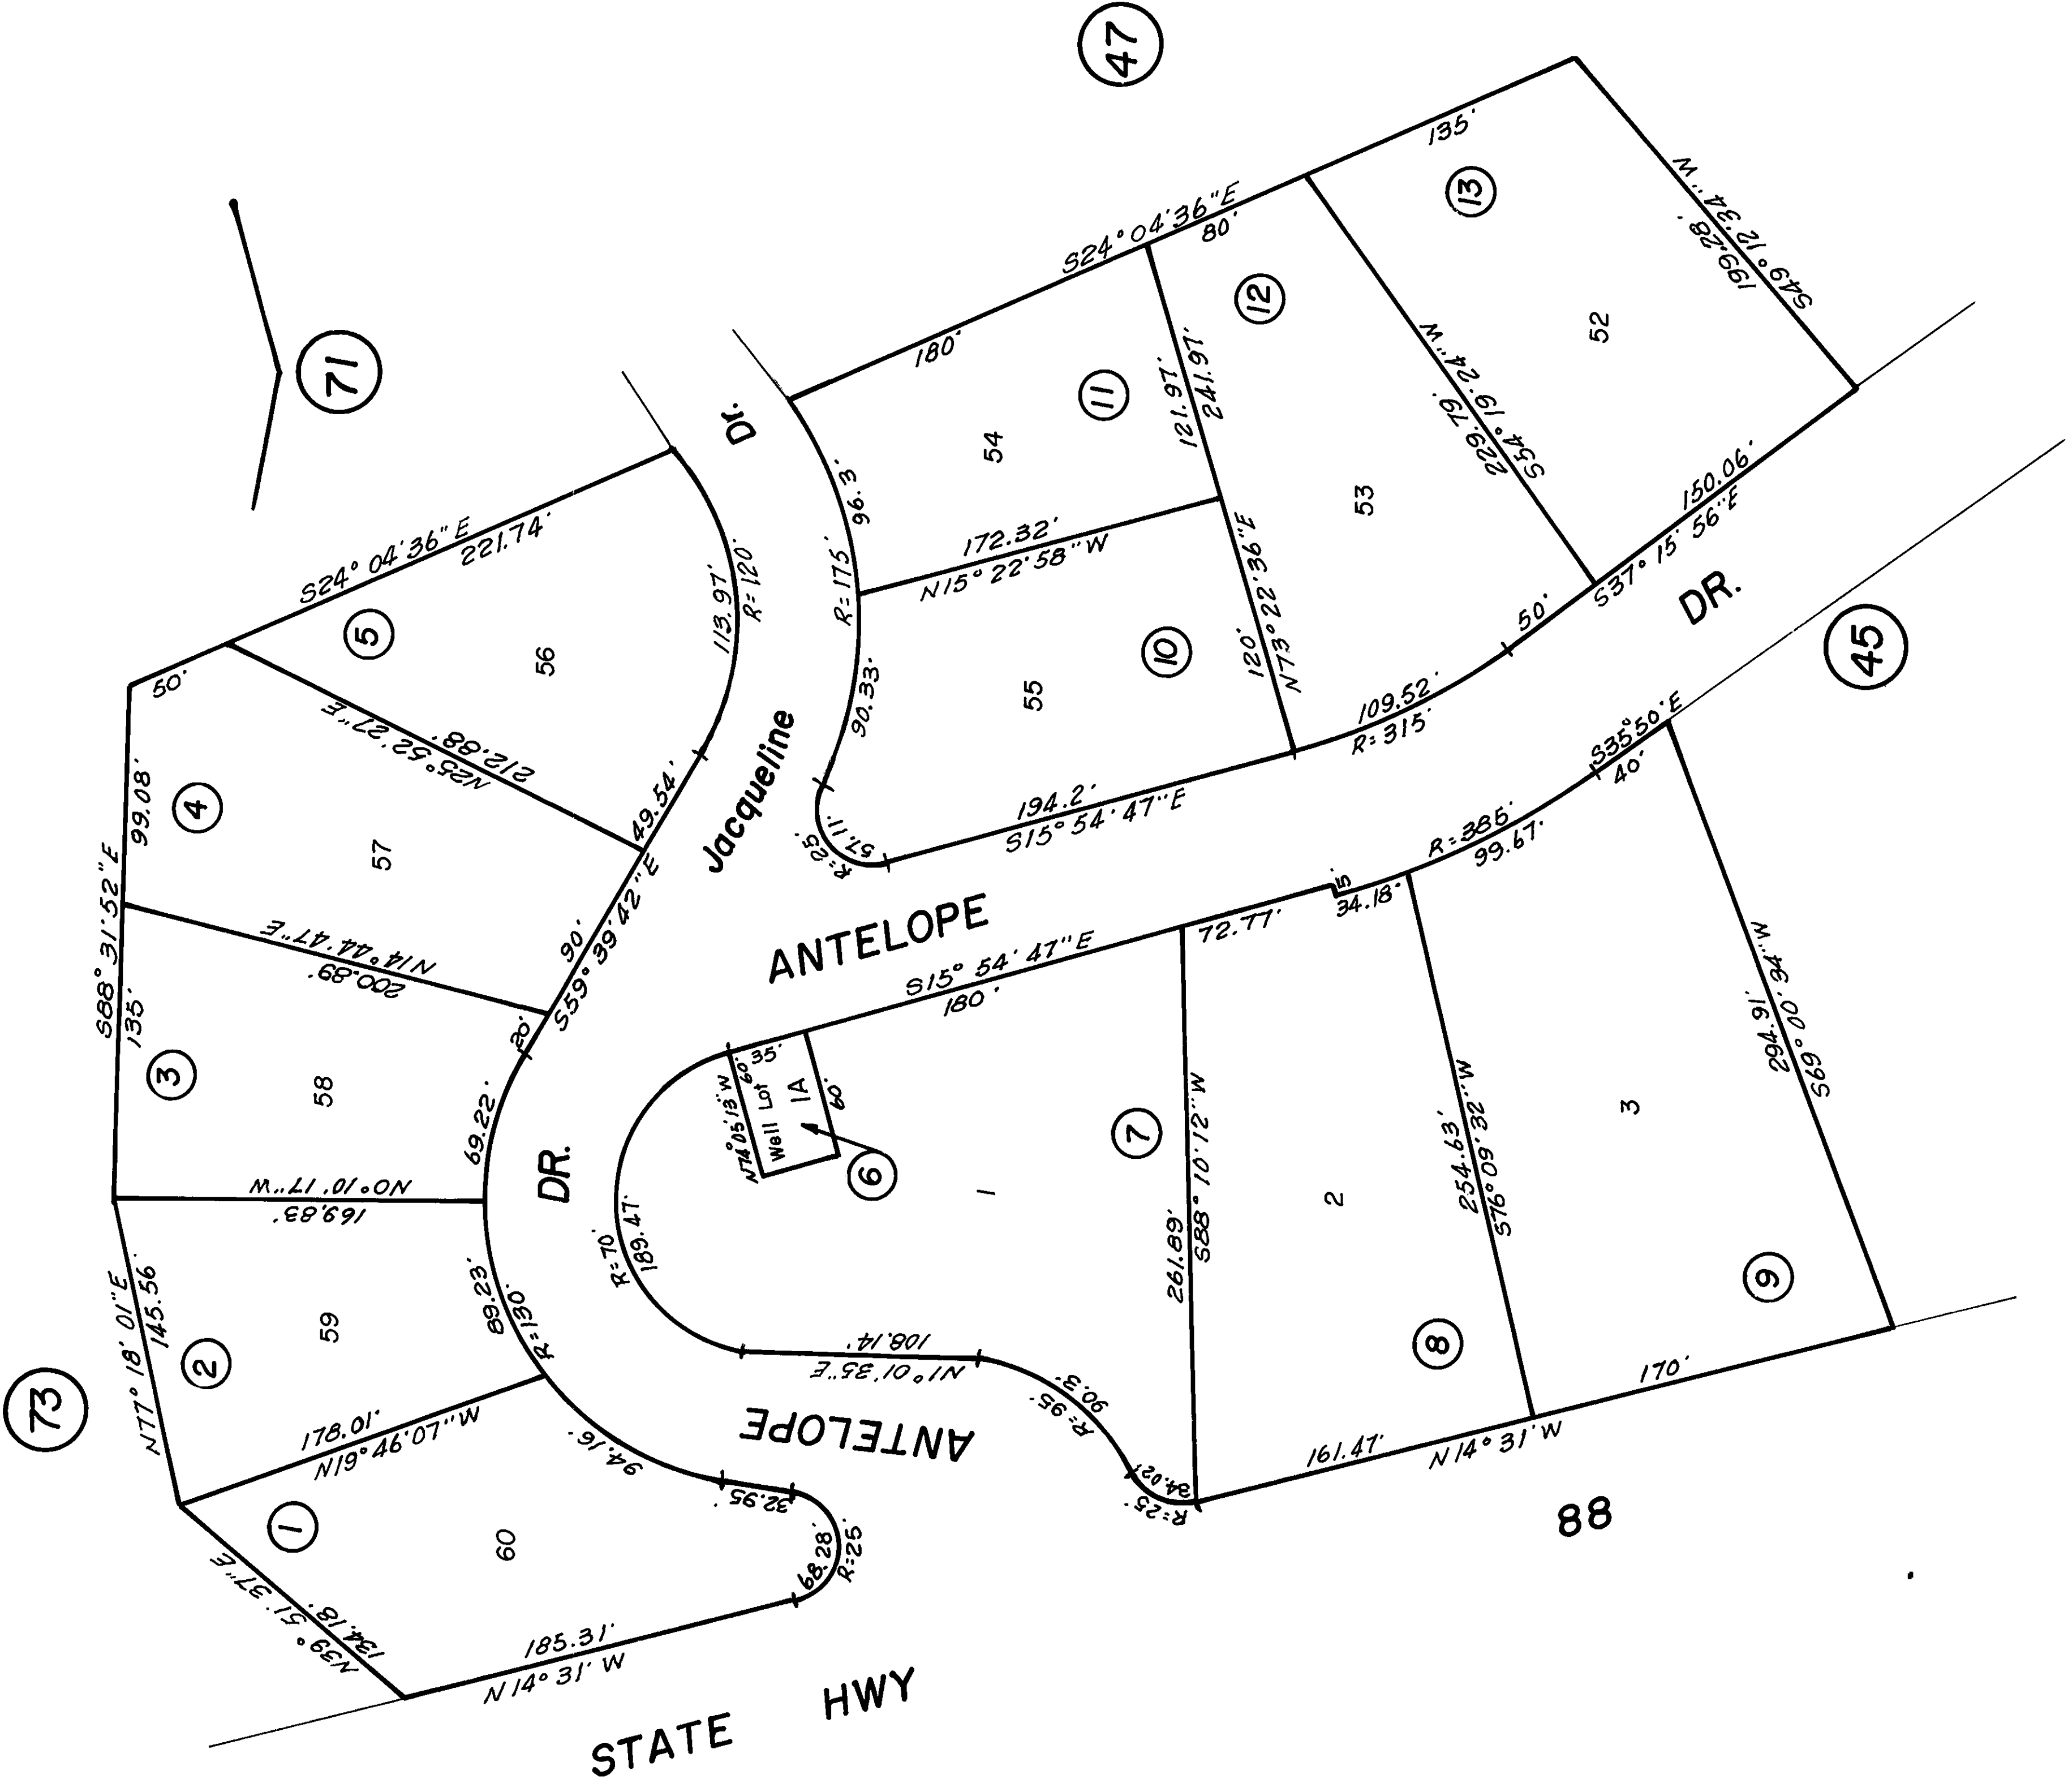 47
71
73
45
S24° 04' 36" E
221.74'
50'
5
56
N25° 52' 27" E
212.88'
113.97'
R=120'
S88° 31' 52" E
99.08'
4
57
49.54'
N14° 44' 47" E
200.89'
135'
3
58
90'
S59° 39' 42" E
20'
69.22'
N0° 10' 17" W
169.83'
N77° 18' 01" E
145.56'
2
59
89.23'
R=130'
178.01'
N19° 46' 07" W
1
60
94.16'
32.95'
68.28'
R=25'
N39° 51' 37" E
134.18'
185.31'
N14° 31' W
STATE HWY 88
Jacqueline Dr.
ANTELOPE DR.
ANTELOPE DR.
S24° 04' 36" E
180'
11
54
96.3'
R=175'
172.32'
N15° 22' 58" W
90.33'
10
55
57.11'
R=25'
194.2'
S15° 54' 47" E
121.97'
241.97'
120'
N73° 22' 36" E
80'
12
53
109.52'
R=315'
50'
S54° 19' 24" W
229.79'
135'
13
52
S49° 12' 34" W
199.28'
150.06'
S37° 15' 56" E
S15° 54' 47" E
180'
72.77'
5'
34.18'
R=385'
99.67'
S35° 50' E
40'
N74° 05' 13" W
60'
35'
Well Lot
1A
60'
6
1
7
R=70'
189.47'
108.14'
N1° 01' 35" E
90.3'
R=95'
34.02'
R=25'
261.89'
S88° 10' 12" W
2
8
254.63'
S76° 09' 32" W
3
9
294.91'
S69° 00' 34" W
161.47'
N14° 31' W
170'